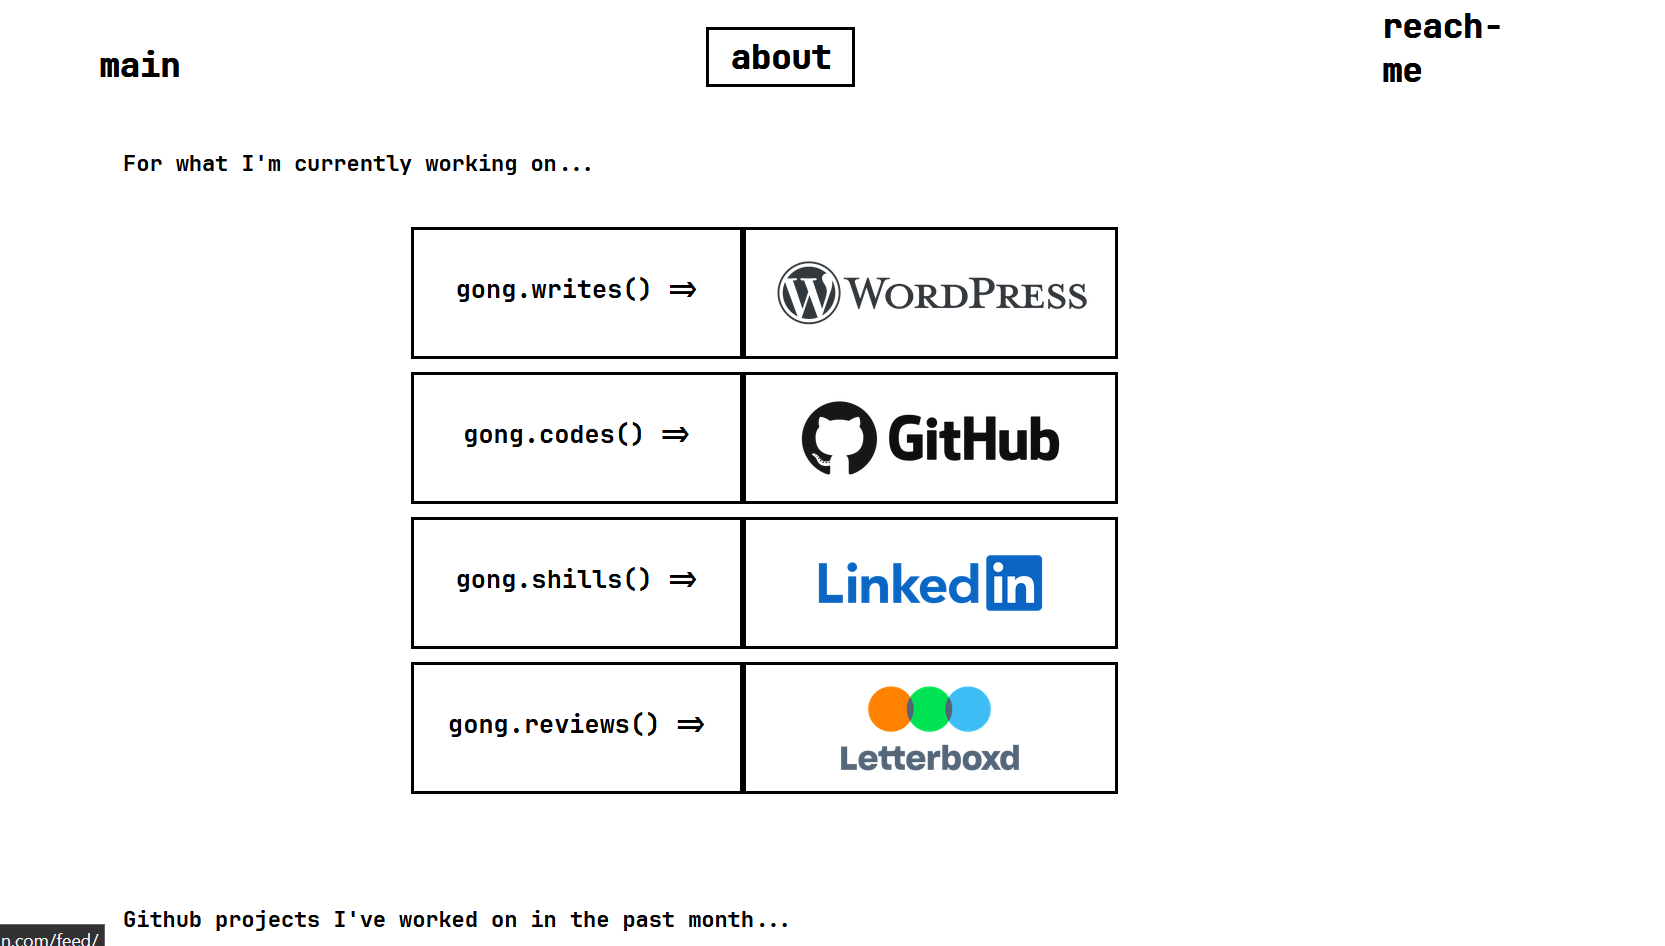 main
about
reach-
me
For what I'm currently working on...
gong.writes() =>
WORDPRESS
gong.codes() =>
GitHub
gong.shills() =>
Linkedin
gong.reviews() =>
Letterboxd
Github projects I've worked on in the past month...
n.com/feed/